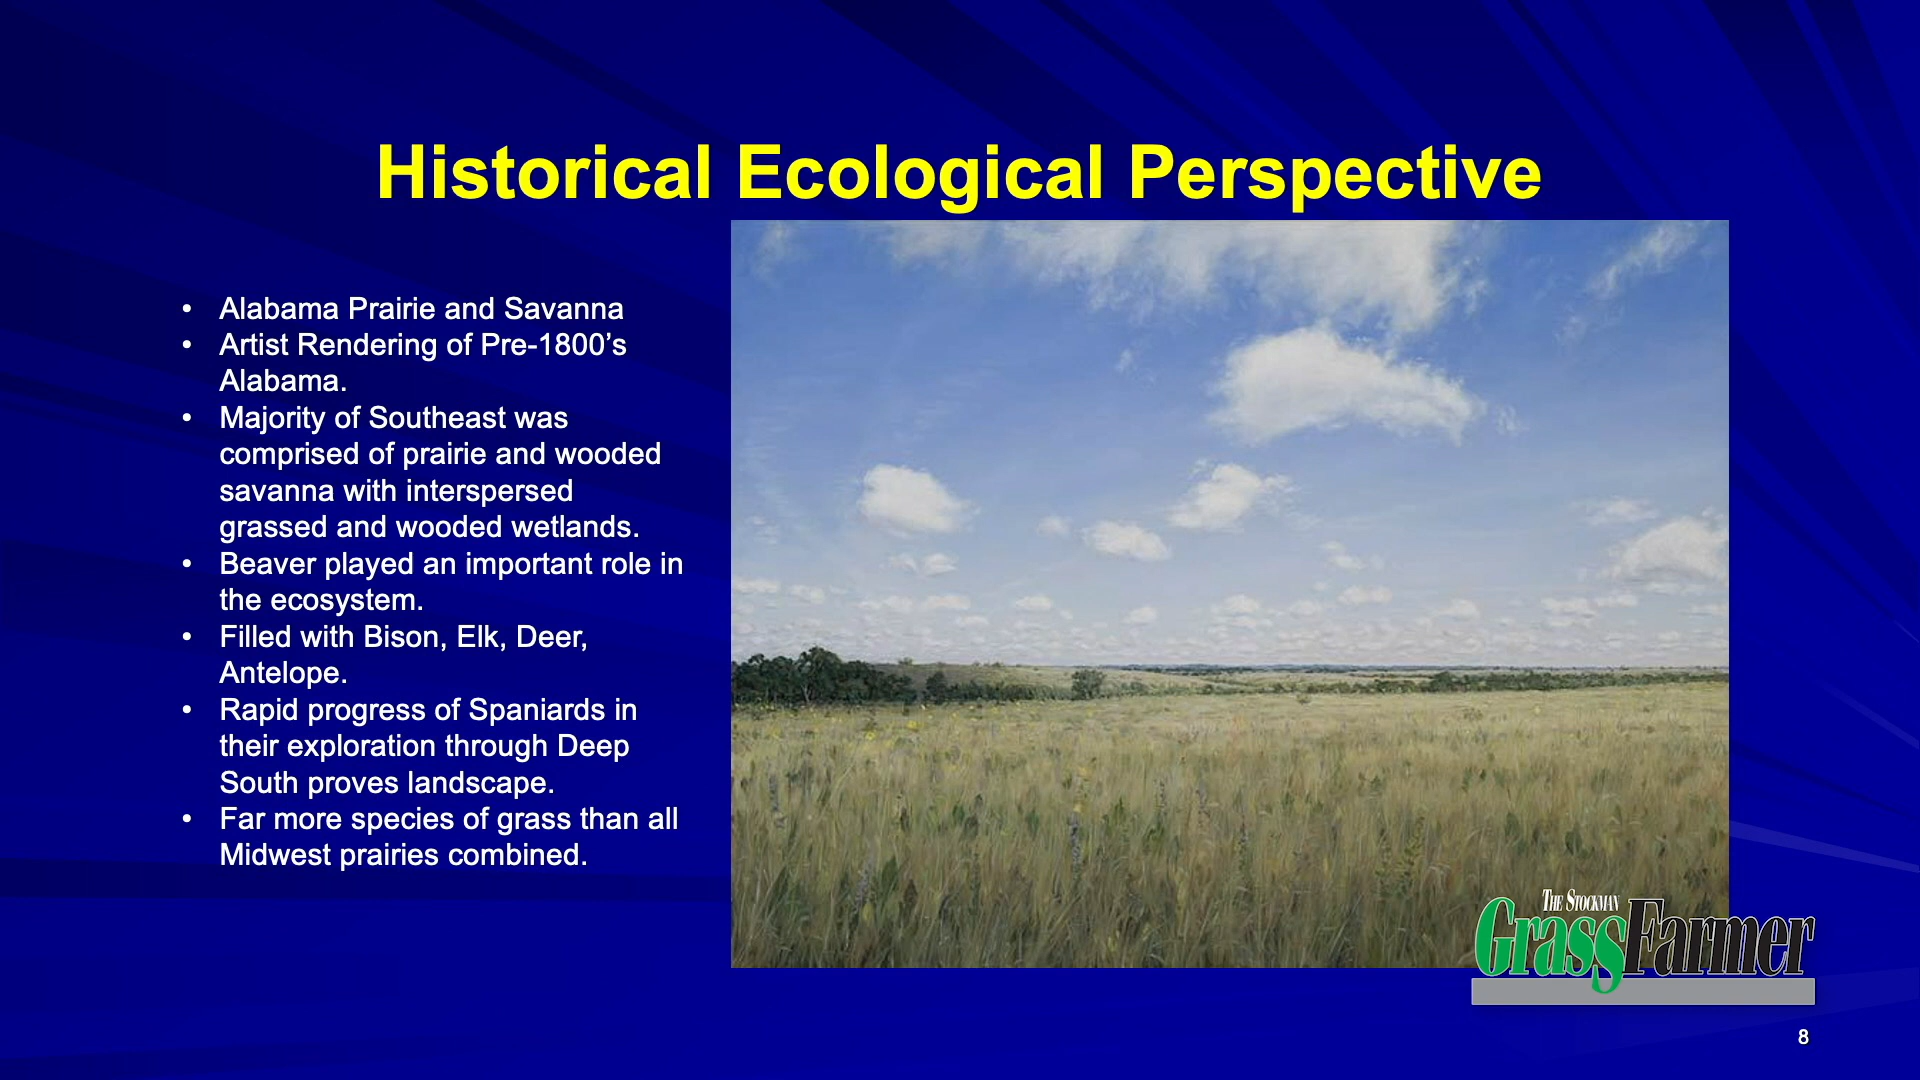 Historical Ecological Perspective
• Alabama Prairie and Savanna
• Artist Rendering of Pre-1800’s
Alabama.
• Majority of Southeast was
comprised of prairie and wooded
savanna with interspersed
grassed and wooded wetlands.
• Beaver played an important role in
the ecosystem.
• Filled with Bison, Elk, Deer,
Antelope.
• Rapid progress of Spaniards in
their exploration through Deep
South proves landscape.
• Far more species of grass than all
Midwest prairies combined.
THE STOCKMAN
GrassFarmer
8